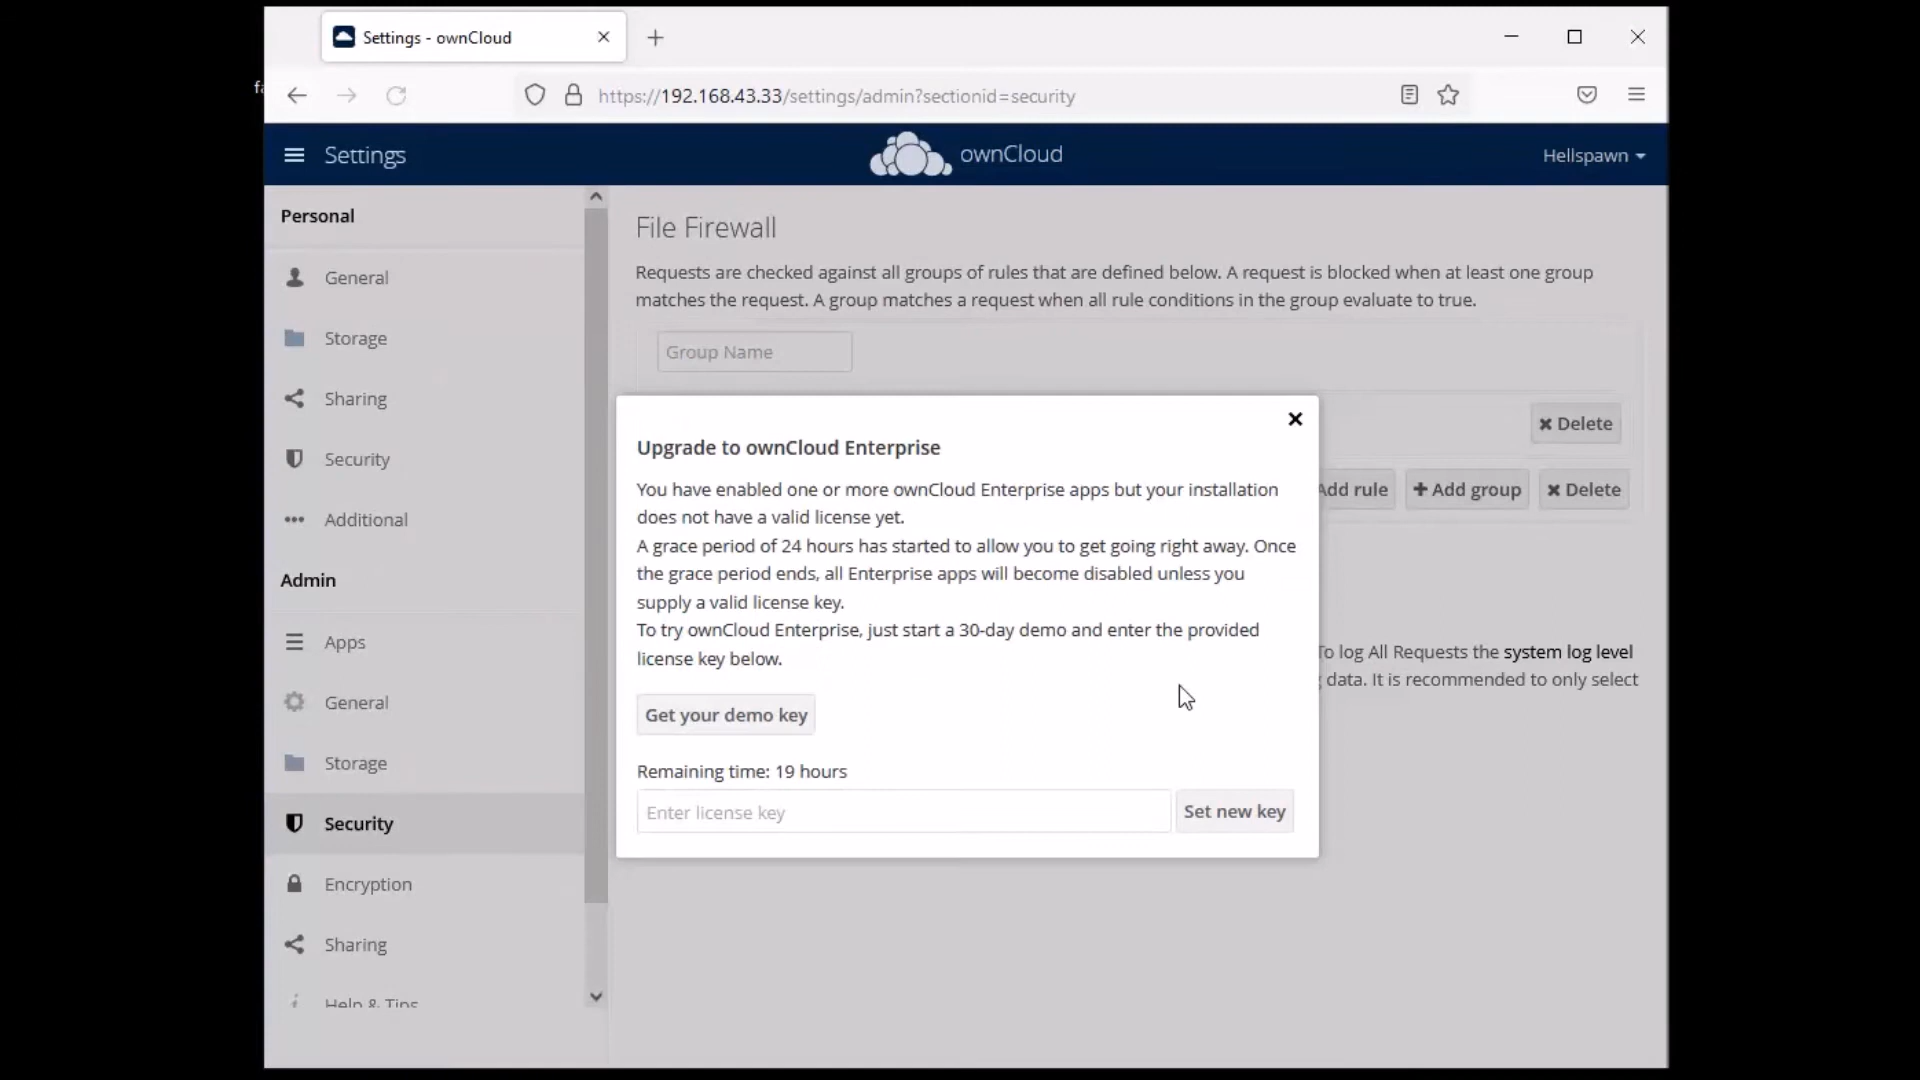 Settings - ownCloud
https://192.168.43.33/settings/admin?sectionid=security
Settings
ownCloud
Hellspawn
Personal
General
Storage
Sharing
Security
Additional
Admin
Apps
General
Storage
Security
Encryption
Sharing
Help & Tips
File Firewall
Requests are checked against all groups of rules that are defined below. A request is blocked when at least one group
matches the request. A group matches a request when all rule conditions in the group evaluate to true.
Group Name
Delete
Add rule
Add group
Delete
To log All Requests the system log level
data. It is recommended to only select
Upgrade to ownCloud Enterprise
You have enabled one or more ownCloud Enterprise apps but your installation
does not have a valid license yet.
A grace period of 24 hours has started to allow you to get going right away. Once
the grace period ends, all Enterprise apps will become disabled unless you
supply a valid license key.
To try ownCloud Enterprise, just start a 30-day demo and enter the provided
license key below.
Get your demo key
Remaining time: 19 hours
Enter license key
Set new key